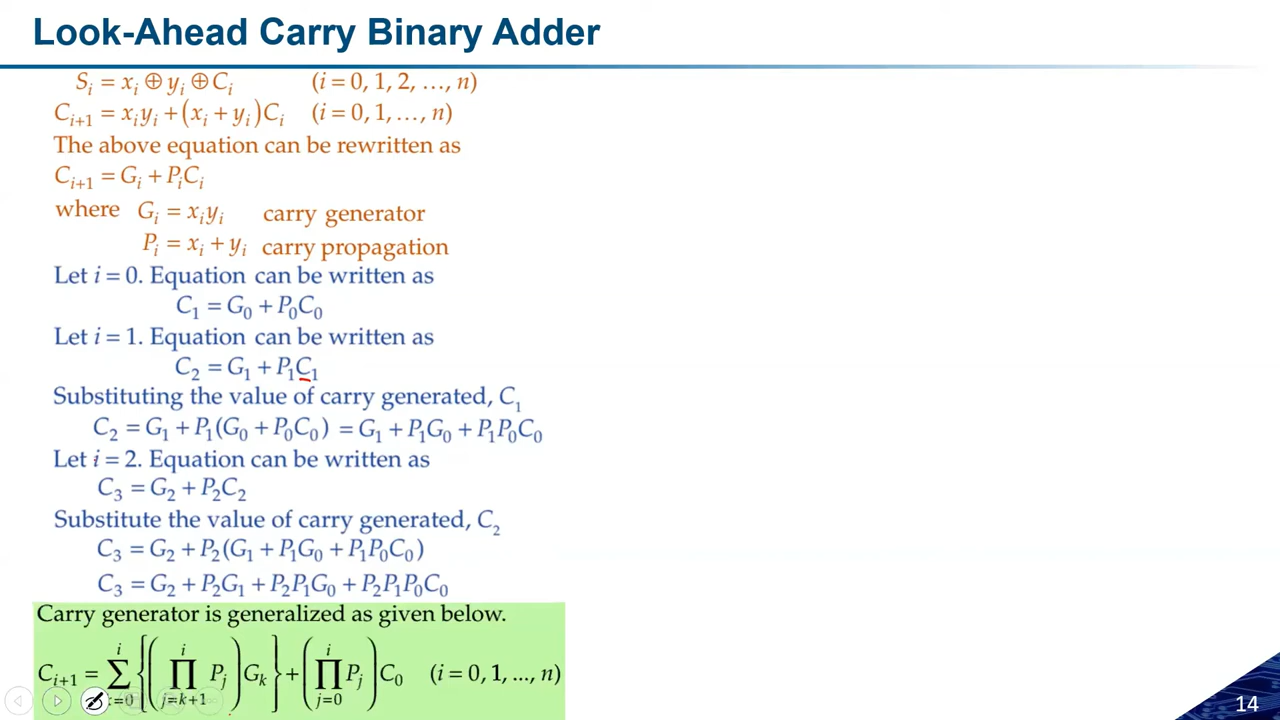 Look-Ahead Carry Binary Adder
Sᵢ = xᵢ ⊕ yᵢ ⊕ Cᵢ (i = 0, 1, 2, …, n)
Cᵢ₊₁ = xᵢyᵢ + (xᵢ + yᵢ)Cᵢ (i = 0, 1, …, n)
The above equation can be rewritten as
Cᵢ₊₁ = Gᵢ + PᵢCᵢ
where Gᵢ = xᵢyᵢ carry generator
Pᵢ = xᵢ + yᵢ carry propagation
Let i = 0. Equation can be written as
C₁ = G₀ + P₀C₀
Let i = 1. Equation can be written as
C₂ = G₁ + P₁C₁
Substituting the value of carry generated, C₁
C₂ = G₁ + P₁(G₀ + P₀C₀) = G₁ + P₁G₀ + P₁P₀C₀
Let i = 2. Equation can be written as
C₃ = G₂ + P₂C₂
Substitute the value of carry generated, C₂
C₃ = G₂ + P₂(G₁ + P₁G₀ + P₁P₀C₀)
C₃ = G₂ + P₂G₁ + P₂P₁G₀ + P₂P₁P₀C₀
Carry generator is generalized as given below.
Cᵢ₊₁ = ∑ⁱ₌₀ {(∏ⁱⱼ₌ₖ₊₁ Pⱼ) Gₖ} + (∏ⁱⱼ₌₀ Pⱼ) C₀ (i = 0, 1, ..., n)
14